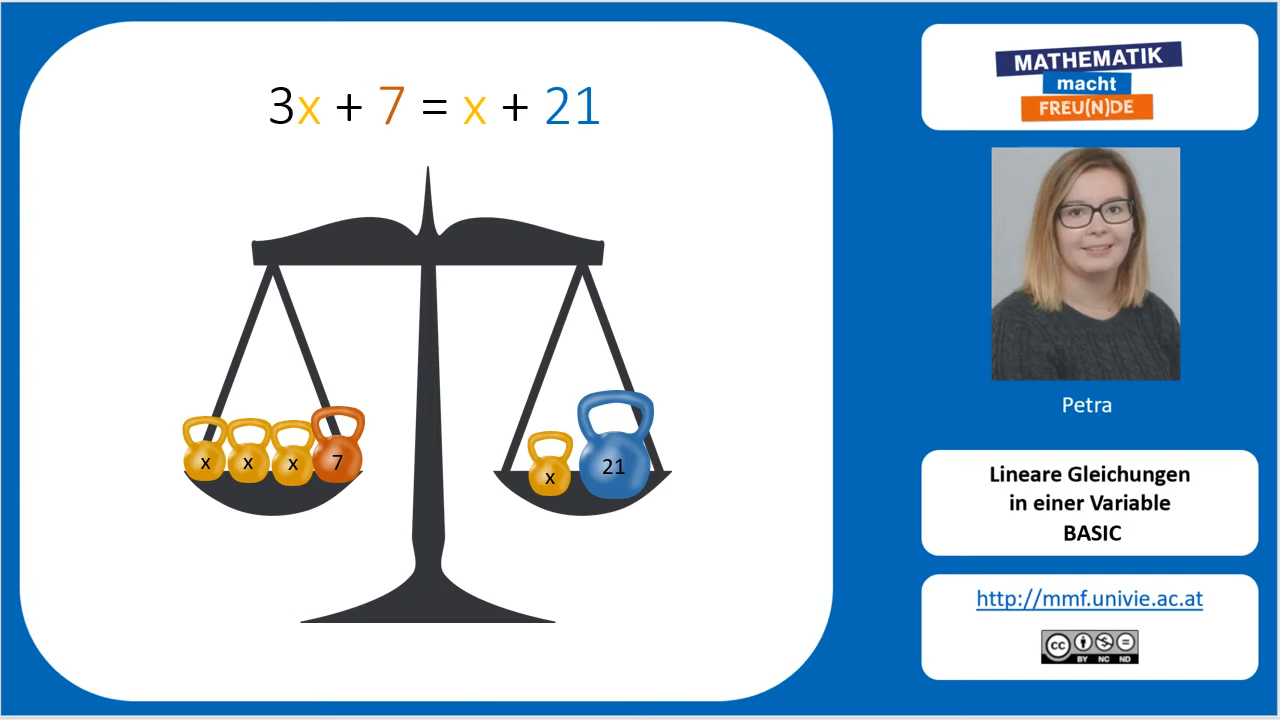 3x + 7 = x + 21
x x x 7
x 21
MATHEMATIK
macht
FREU(N)DE
Petra
Lineare Gleichungen
in einer Variable
BASIC
http://mmf.univie.ac.at
cc
BY NC ND